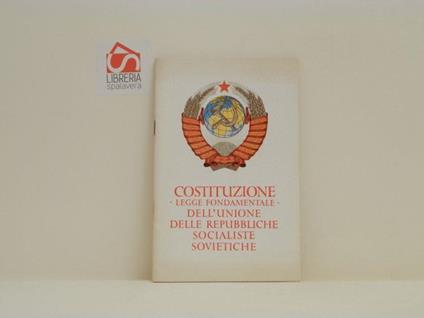 LIBRERIA
spalavera
COSTITUZIONE
- LEGGE FONDAMENTALE -
DELL'UNIONE
DELLE REPUBBLICHE
SOCIALISTE
SOVIETICHE